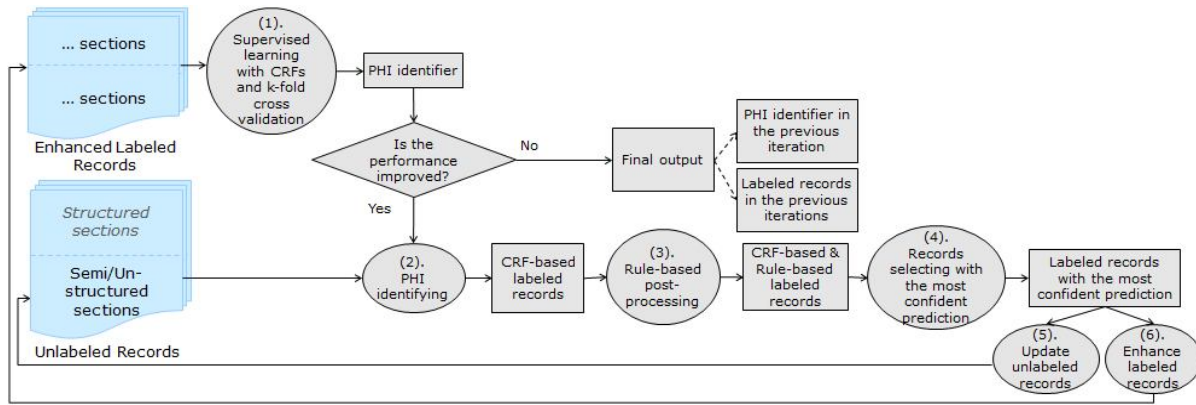 ... sections
... sections
Enhanced Labeled
Records
(1).
Supervised
learning
with CRFs
and k-fold
cross
validation
PHI identifier
Is the
performance
improved?
No
Yes
Final output
PHI identifier in
the previous
iteration
Labeled records
in the previous
iterations
Structured
sections
Semi/Un-
structured
sections
Unlabeled Records
(2).
PHI
identifying
CRF-based
labeled
records
(3).
Rule-based
post-
processing
CRF-based &
Rule-based
labeled
records
(4).
Records
selecting with
the most
confident
prediction
Labeled records
with the most
confident prediction
(5).
Update
unlabeled
records
(6).
Enhance
labeled
records